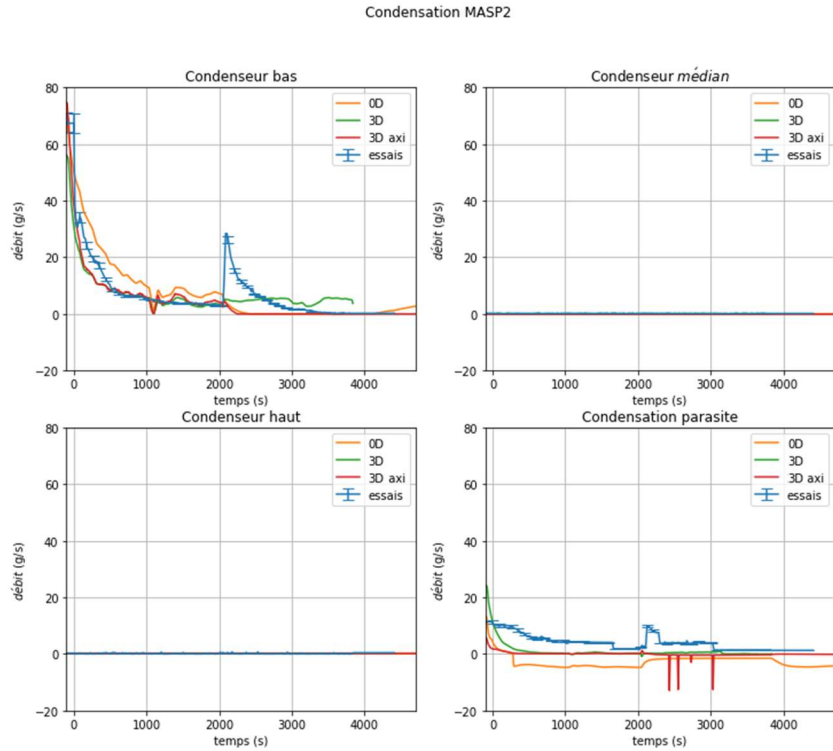 Condensation MASP2
Condenseur bas
80
60
40
20
0
−20
débit (g/s)
0 1000 2000 3000 4000
temps (s)
0D
3D
3D axi
essais
Condenseur médian
80
60
40
20
0
−20
débit (g/s)
0 1000 2000 3000 4000
temps (s)
0D
3D
3D axi
essais
Condenseur haut
80
60
40
20
0
−20
débit (g/s)
0 1000 2000 3000 4000
temps (s)
0D
3D
3D axi
essais
Condensation parasite
80
60
40
20
0
−20
débit (g/s)
0 1000 2000 3000 4000
temps (s)
0D
3D
3D axi
essais